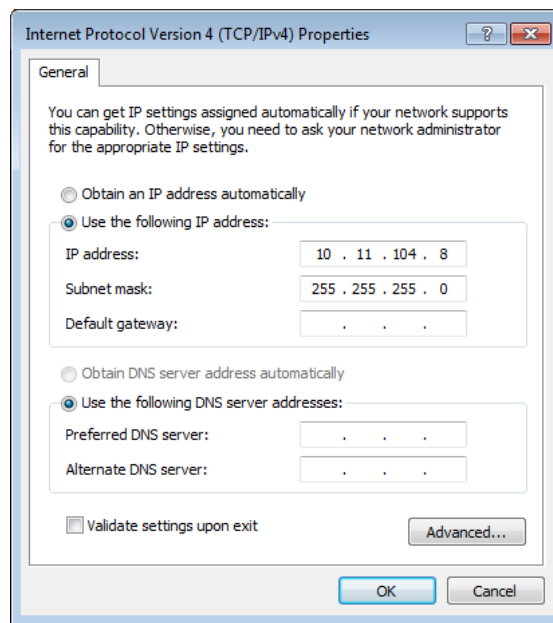 Internet Protocol Version 4 (TCP/IPv4) Properties
General
You can get IP settings assigned automatically if your network supports
this capability. Otherwise, you need to ask your network administrator
for the appropriate IP settings.
Obtain an IP address automatically
Use the following IP address:
IP address: 10 . 11 . 104 . 8
Subnet mask: 255 . 255 . 255 . 0
Default gateway: . . .
Obtain DNS server address automatically
Use the following DNS server addresses:
Preferred DNS server: . . .
Alternate DNS server: . . .
Validate settings upon exit
Advanced...
OK Cancel